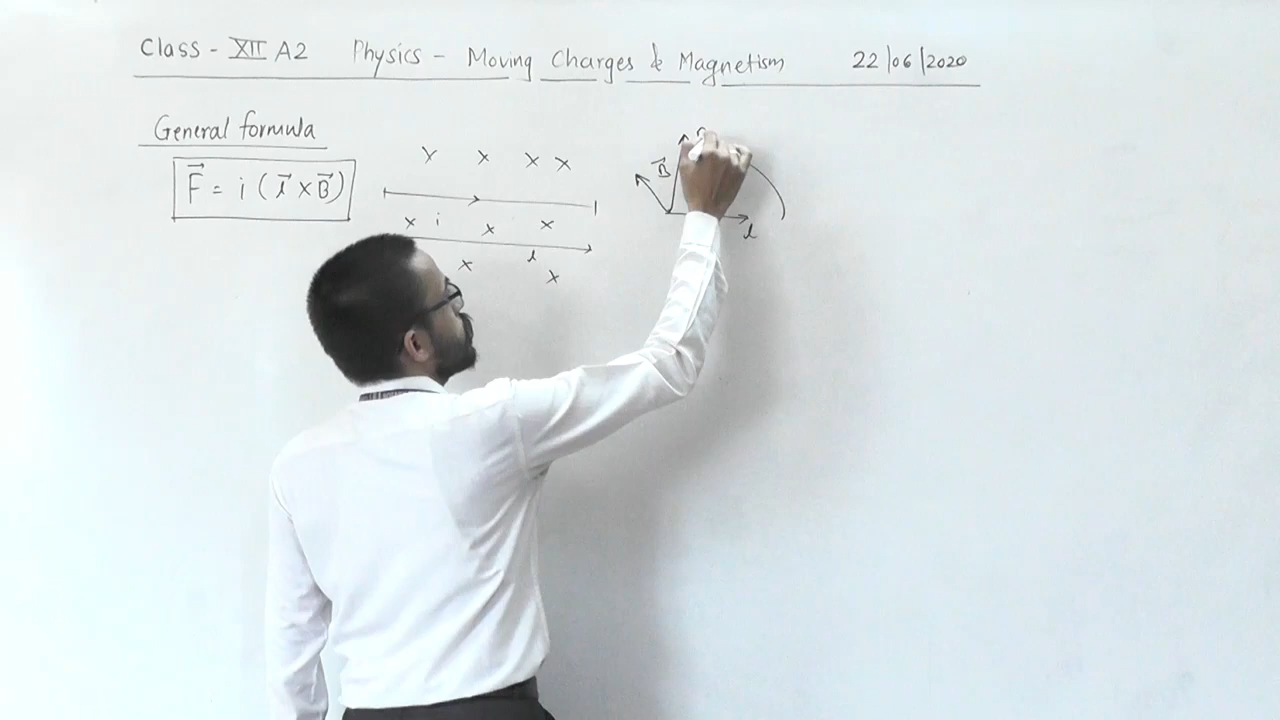 Class - XII A2 Physics - Moving Charges & Magnetism 22/06/2020
General formula
F = i ( l × B )
x x x x
B
x i x x
l
l
x x